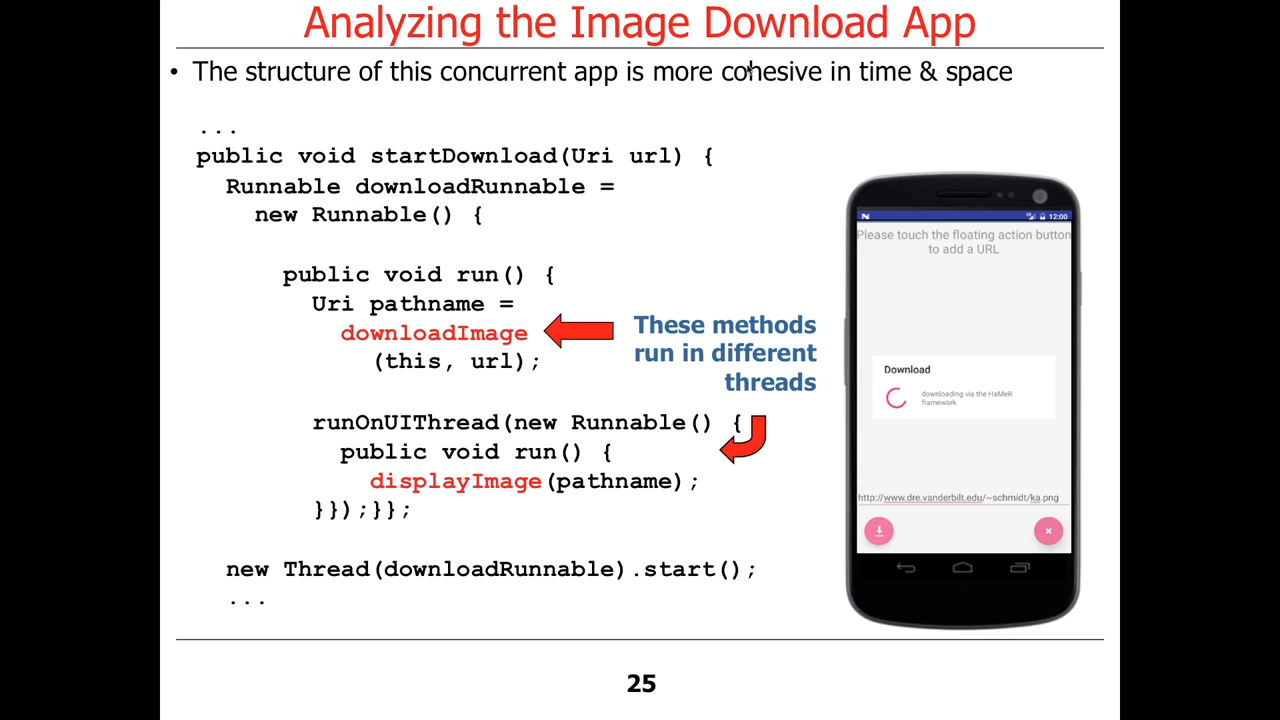 Analyzing the Image Download App
• The structure of this concurrent app is more cohesive in time & space
...
public void startDownload(Uri url) {
Runnable downloadRunnable =
new Runnable() {
public void run() {
Uri pathname =
downloadImage
(this, url);
runOnUIThread(new Runnable() {
public void run() {
displayImage(pathname);
}});}};
new Thread(downloadRunnable).start();
...
These methods
run in different
threads
12:00
Please touch the floating action button
to add a URL
Download
downloading via the HaMeR
framework
http://www.dre.vanderbilt.edu/~schmidt/ka.png
25